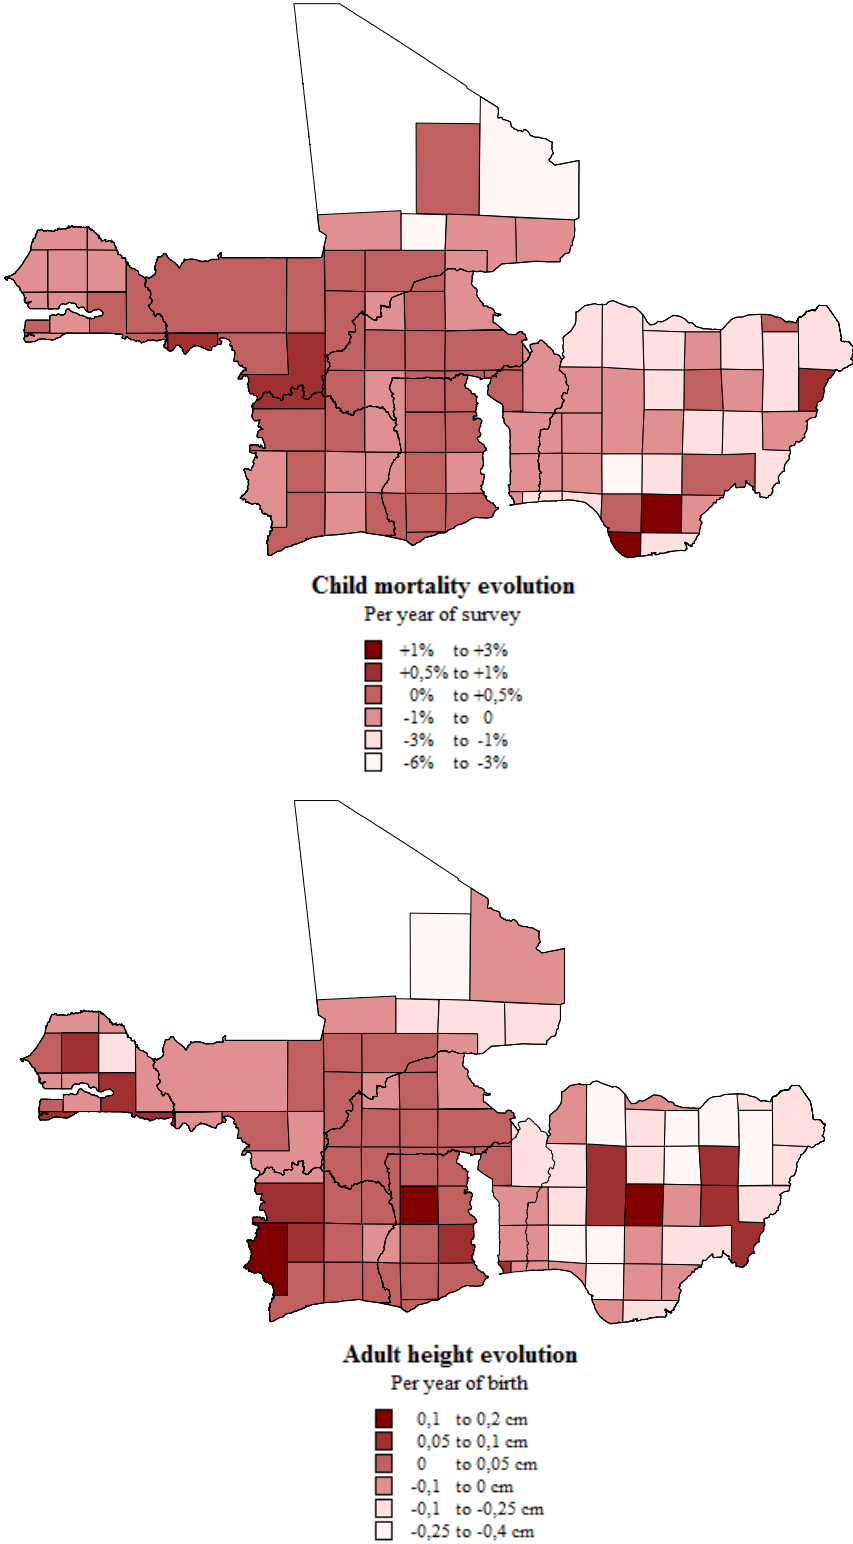 Child mortality evolution
Per year of survey
+1% to +3%
+0,5% to +1%
0% to +0,5%
-1% to 0
-3% to -1%
-6% to -3%
Adult height evolution
Per year of birth
0,1 to 0,2 cm
0,05 to 0,1 cm
0 to 0,05 cm
-0,1 to 0 cm
-0,1 to -0,25 cm
-0,25 to -0,4 cm